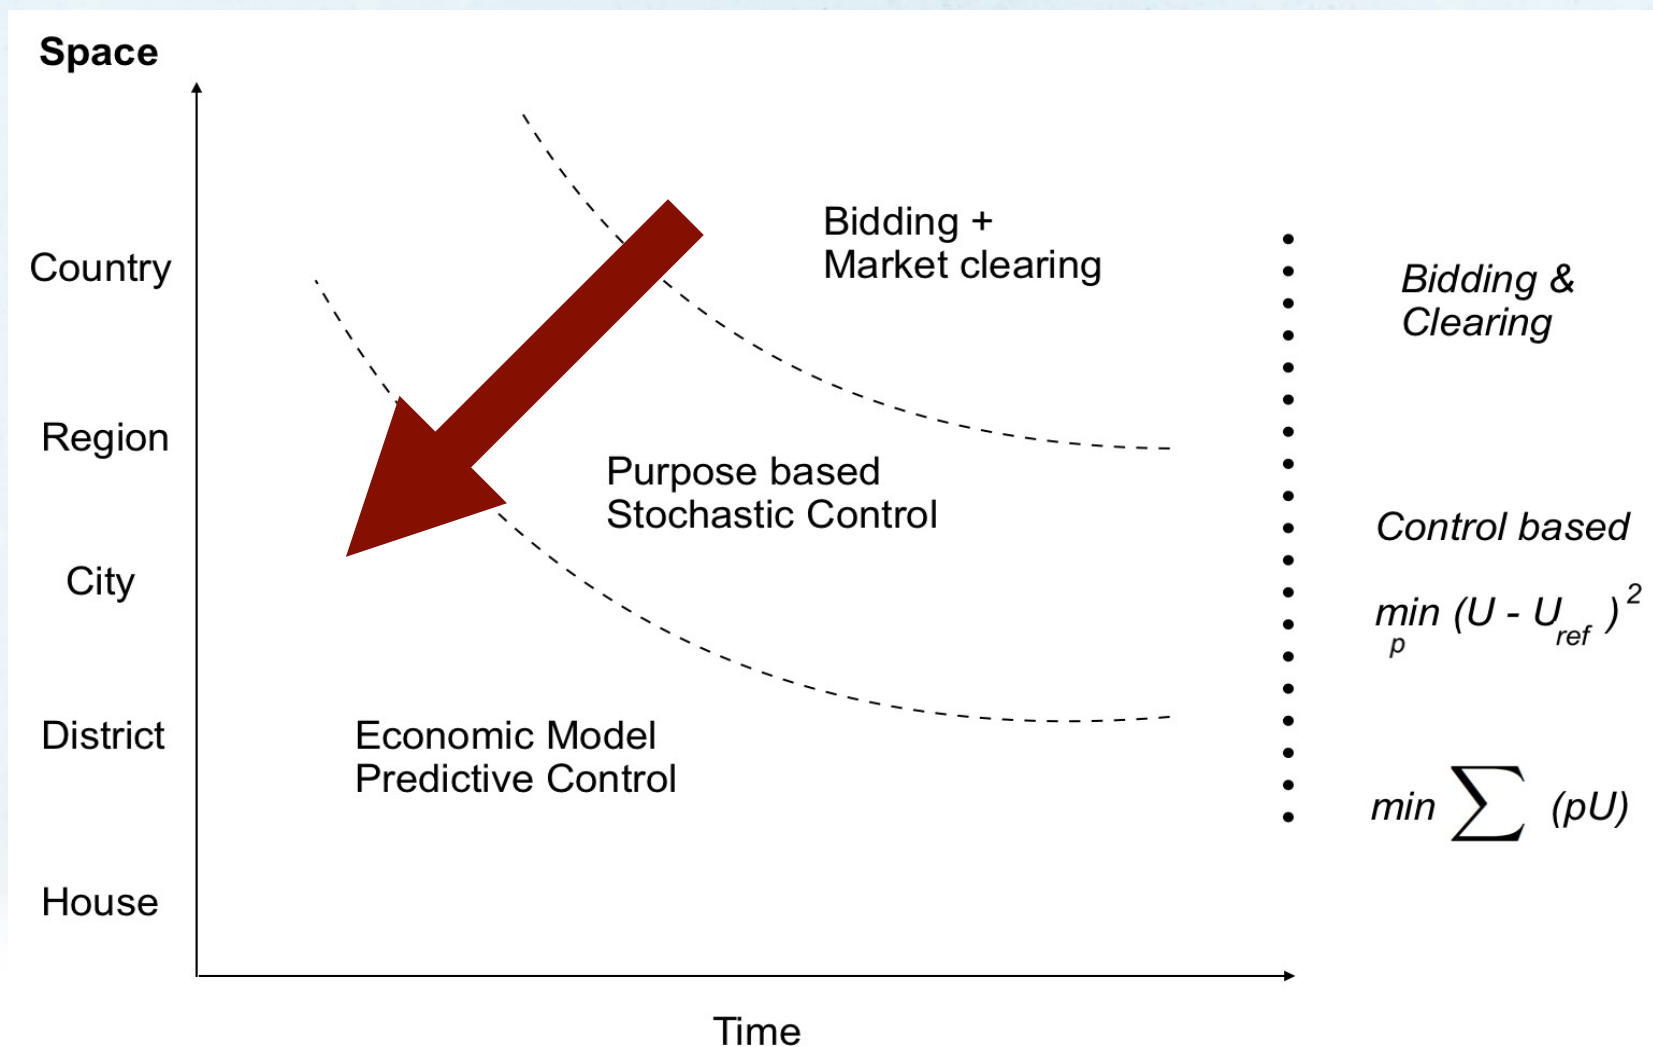 Space
Country
Region
City
District
House
Time
Bidding +
Market clearing
Purpose based
Stochastic Control
Economic Model
Predictive Control
Bidding &
Clearing
Control based
min (U - U ref ) 2
p
min ∑ (pU)